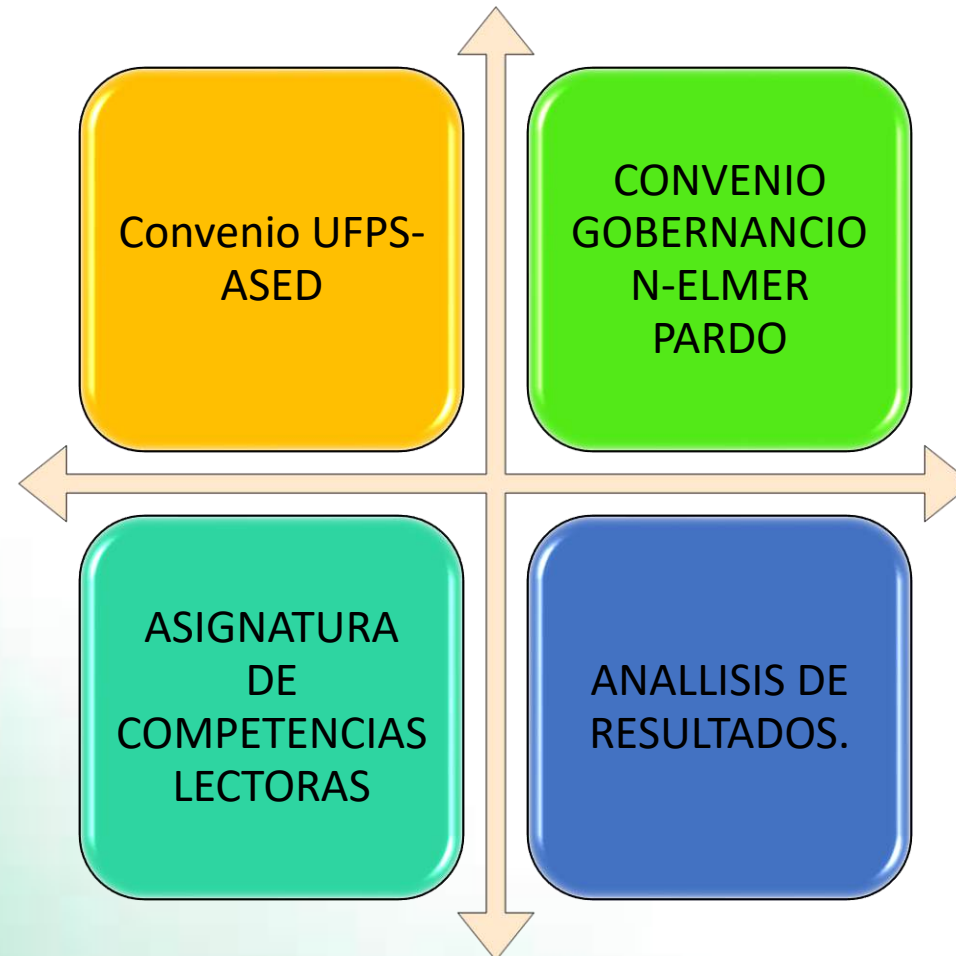 Convenio UFPS-
ASED
CONVENIO
GOBERNANCIO
N-ELMER
PARDO
ASIGNATURA
DE
COMPETENCIAS
LECTORAS
ANALLISIS DE
RESULTADOS.